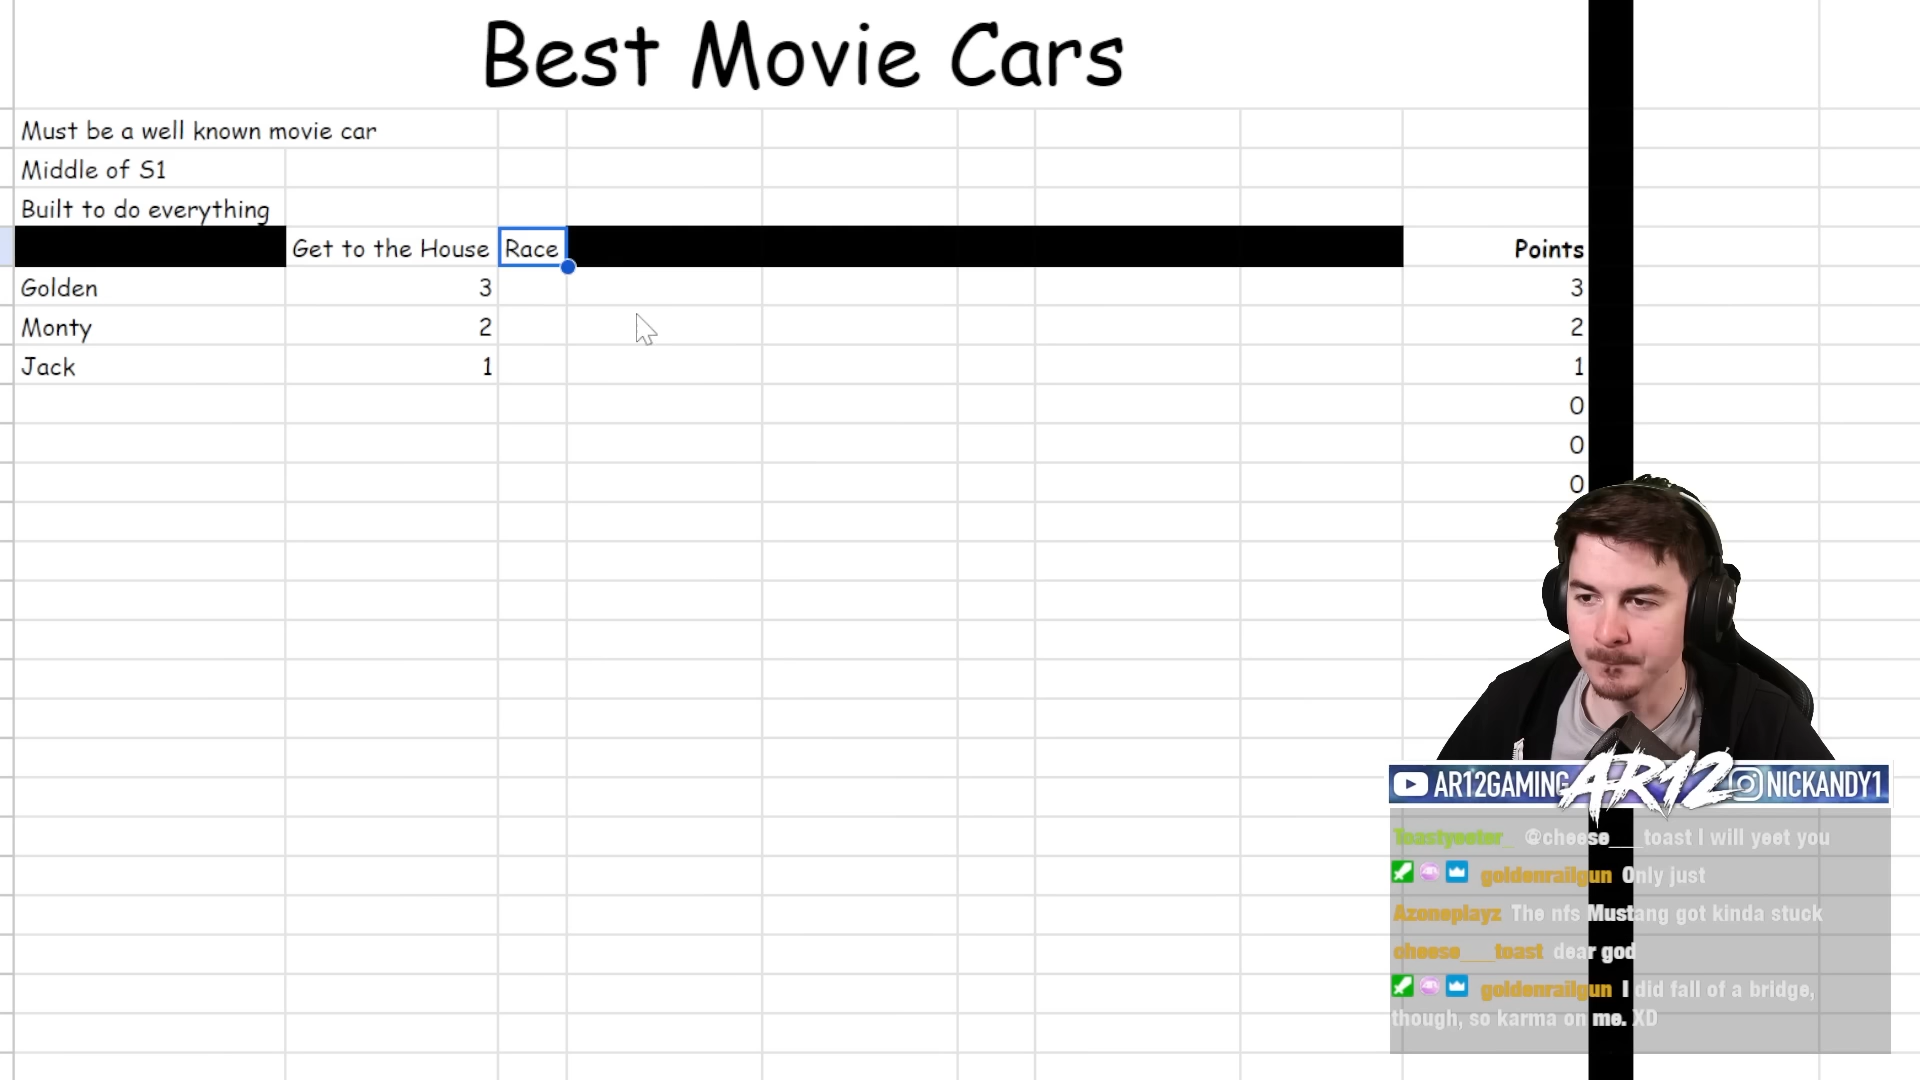 Best Movie Cars
Must be a well known movie car
Middle of S1
Built to do everything
Get to the House Race Points
Golden 3 3
Monty 2 2
Jack 1 1
0
0
0
AR12GAMING AR12 NICKANDY1
Toastyeeter_ @cheese___toast I will yeet you
goldenrailgun Only just
Azoneplayz The nfs Mustang got kinda stuck
cheese___toast dear god
goldenrailgun I did fall of a bridge,
though, so karma on me. XD